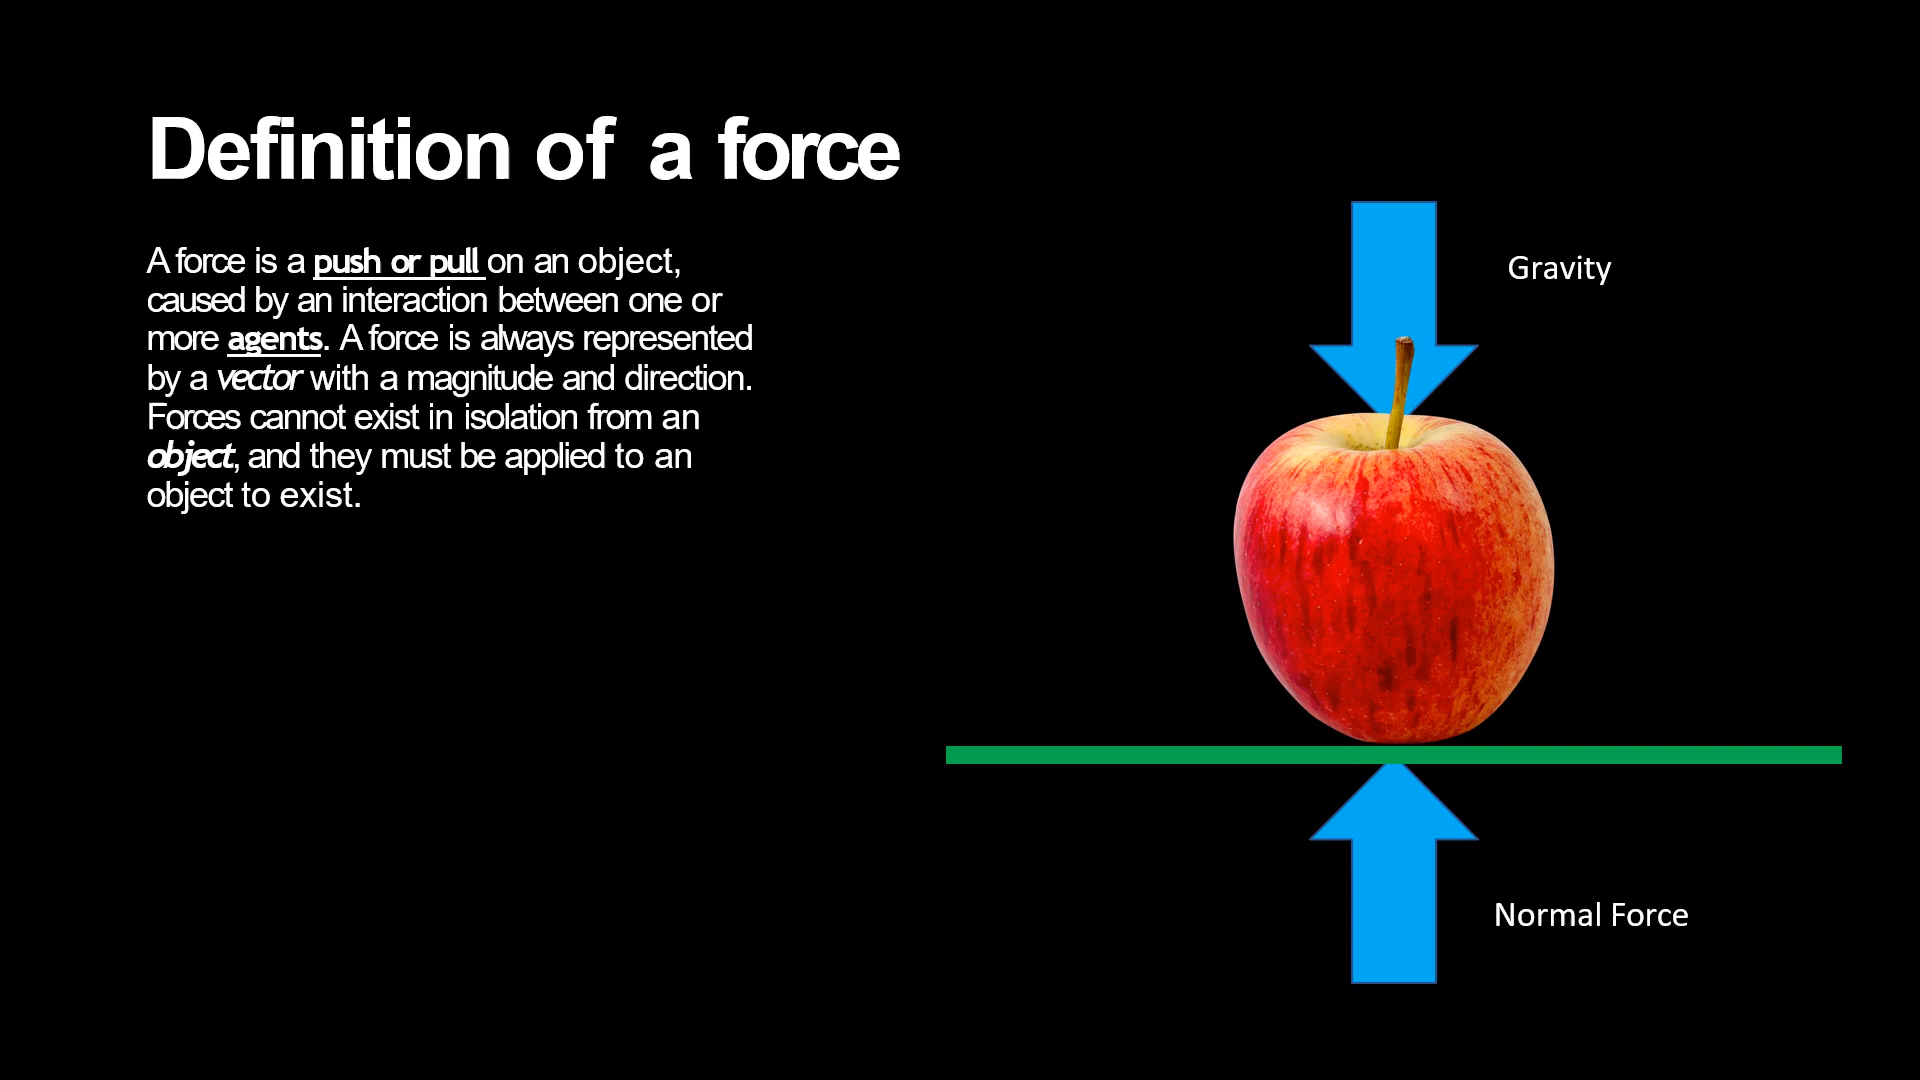 Definition of a force
A force is a push or pull on an object,
caused by an interaction between one or
more agents. A force is always represented
by a vector with a magnitude and direction.
Forces cannot exist in isolation from an
object, and they must be applied to an
object to exist.
Gravity
Normal Force